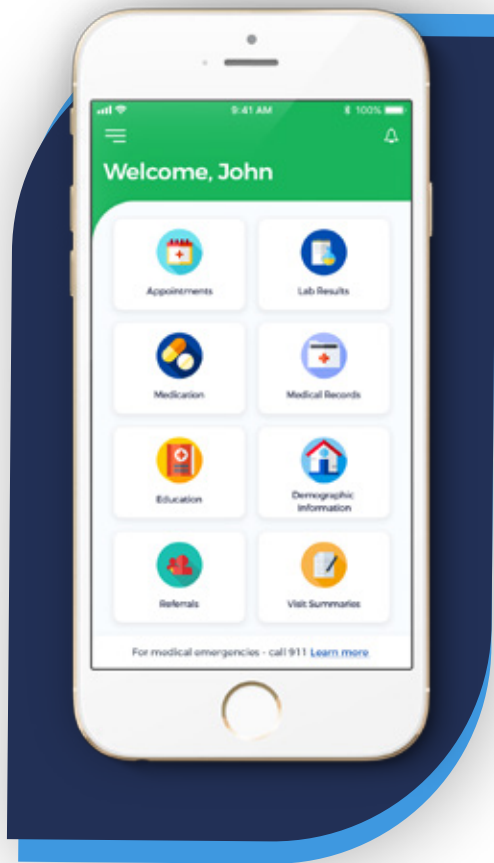 9:41 AM
100%
Welcome, John
Appointments
Lab Results
Medication
Medical Records
Education
Demographic
Information
Referrals
Visit Summaries
For medical emergencies - call 911 Learn more